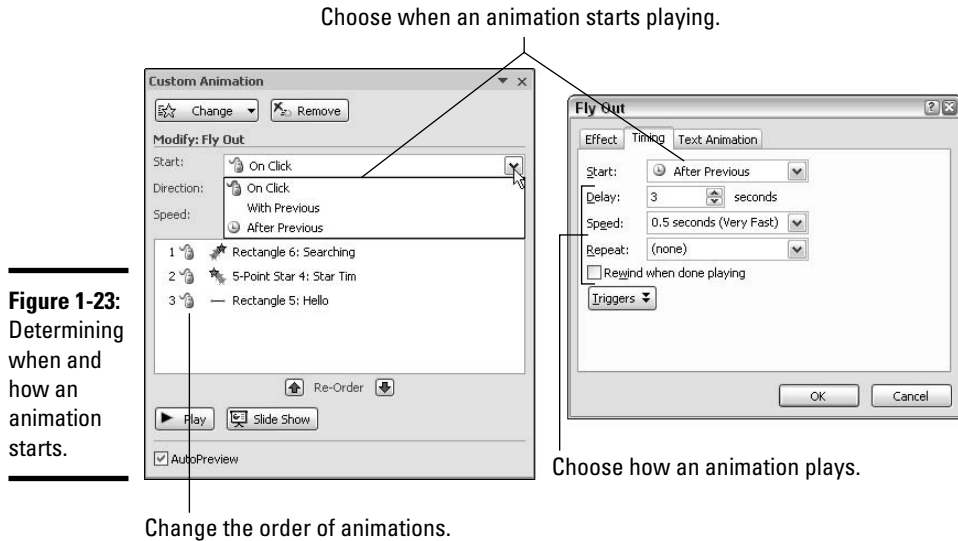 Choose when an animation starts playing.
Custom Animation
Change
Remove
Modify: Fly Out
Start:
On Click
Direction:
On Click
With Previous
Speed:
After Previous
1 Rectangle 6: Searching
2 5-Point Star 4: Star Tim
3 Rectangle 5: Hello
Re-Order
Play
Slide Show
AutoPreview
Fly Out
Effect Timing Text Animation
Start: After Previous
Delay: 3 seconds
Speed: 0.5 seconds (Very Fast)
Repeat: (none)
Rewind when done playing
Triggers
OK Cancel
Figure 1-23:
Determining
when and
how an
animation
starts.
Choose how an animation plays.
Change the order of animations.